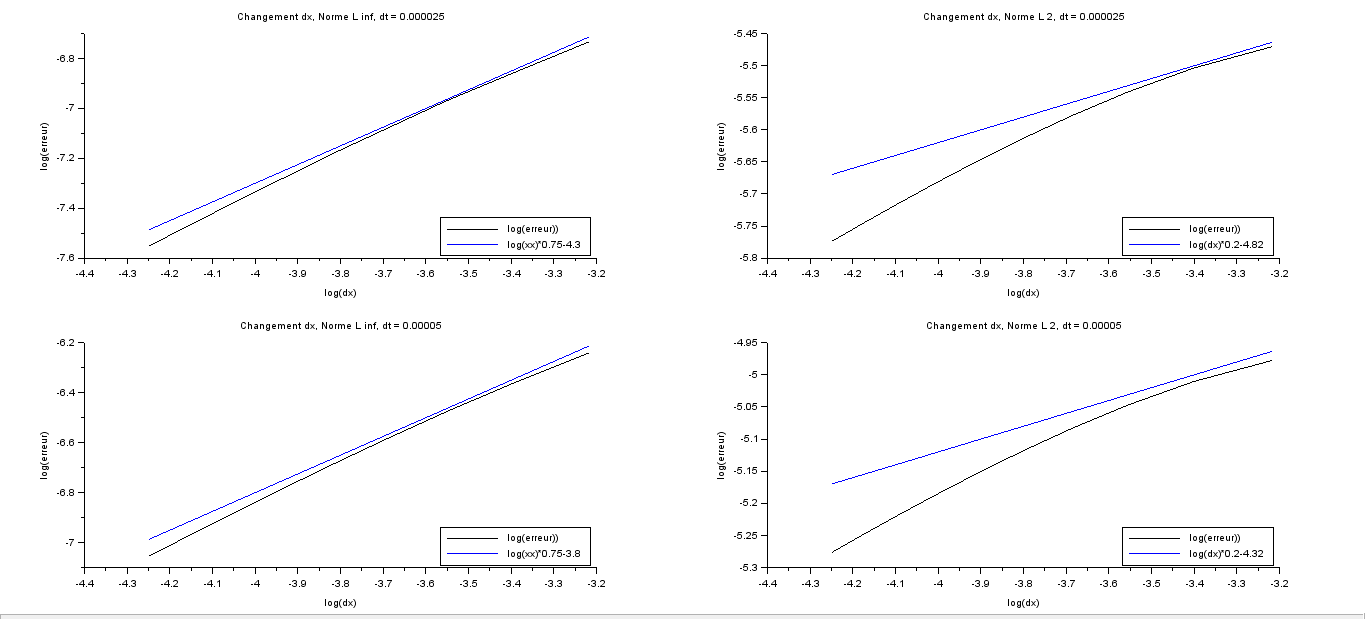 Changement dx, Norme L inf, dt = 0.000025
-6.8
-7
-7.2
-7.4
-7.6
log(erreur)
-4.4 -4.3 -4.2 -4.1 -4 -3.9 -3.8 -3.7 -3.6 -3.5 -3.4 -3.3 -3.2
log(dx)
log(erreur))
log(xx)*0.75-4.3
Changement dx, Norme L 2, dt = 0.000025
-5.45
-5.5
-5.55
-5.6
-5.65
-5.7
-5.75
-5.8
log(erreur)
-4.4 -4.3 -4.2 -4.1 -4 -3.9 -3.8 -3.7 -3.6 -3.5 -3.4 -3.3 -3.2
log(dx)
log(erreur))
log(dx)*0.2-4.82
Changement dx, Norme L inf, dt = 0.00005
-6.2
-6.4
-6.6
-6.8
-7
log(erreur)
-4.4 -4.3 -4.2 -4.1 -4 -3.9 -3.8 -3.7 -3.6 -3.5 -3.4 -3.3 -3.2
log(dx)
log(erreur))
log(xx)*0.75-3.8
Changement dx, Norme L 2, dt = 0.00005
-4.95
-5
-5.05
-5.1
-5.15
-5.2
-5.25
-5.3
log(erreur)
-4.4 -4.3 -4.2 -4.1 -4 -3.9 -3.8 -3.7 -3.6 -3.5 -3.4 -3.3 -3.2
log(dx)
log(erreur))
log(dx)*0.2-4.32